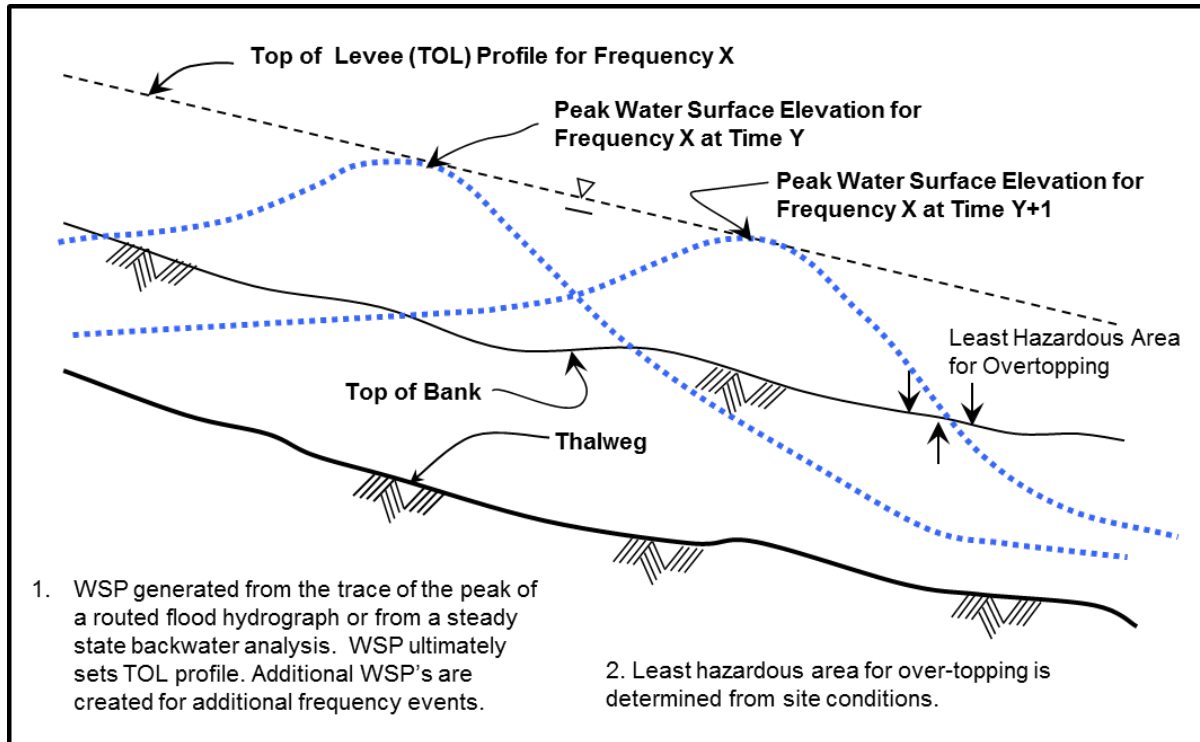 Top of Levee (TOL) Profile for Frequency X
Peak Water Surface Elevation for
Frequency X at Time Y
Peak Water Surface Elevation for
Frequency X at Time Y+1
Least Hazardous Area
for Overtopping
Top of Bank
Thalweg
1. WSP generated from the trace of the peak of
a routed flood hydrograph or from a steady
state backwater analysis. WSP ultimately
sets TOL profile. Additional WSP's are
created for additional frequency events.
2. Least hazardous area for over-topping is
determined from site conditions.